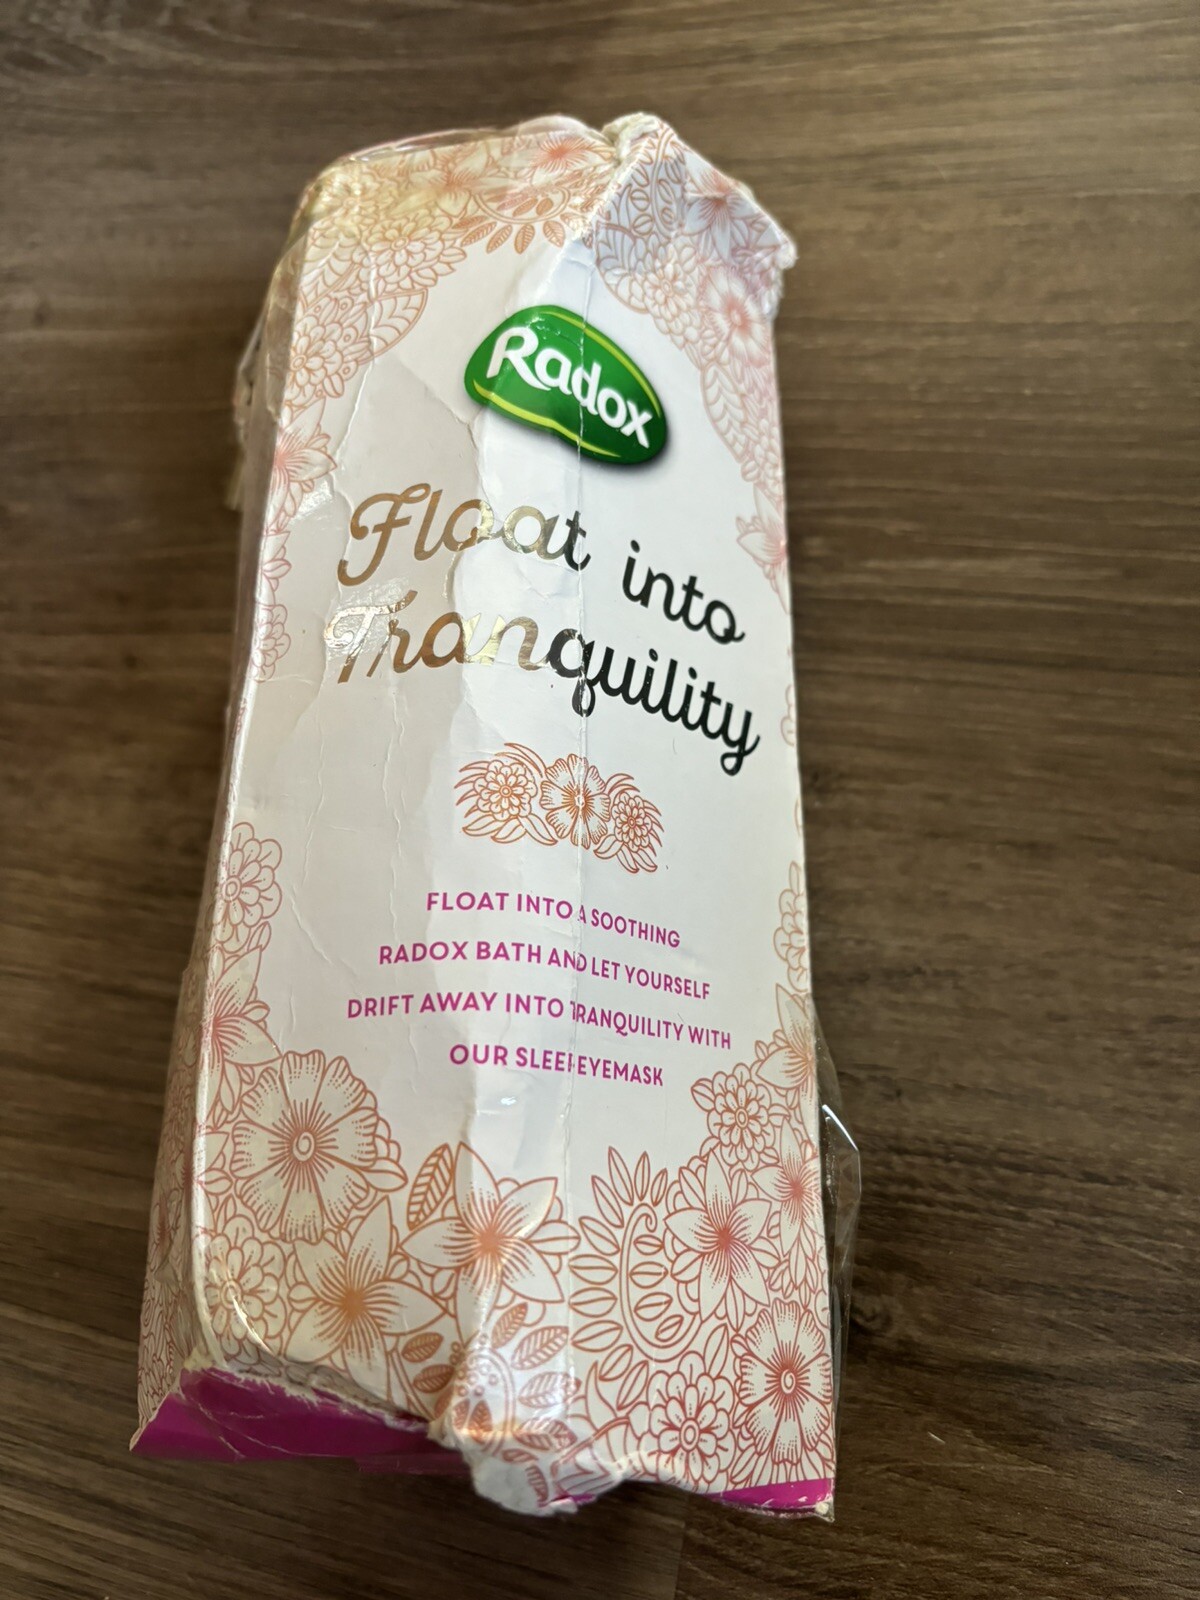 Radox
Float into
Tranquility
FLOAT INTO A SOOTHING
RADOX BATH AND LET YOURSELF
DRIFT AWAY INTO TRANQUILITY WITH
OUR SLEEP EYEMASK